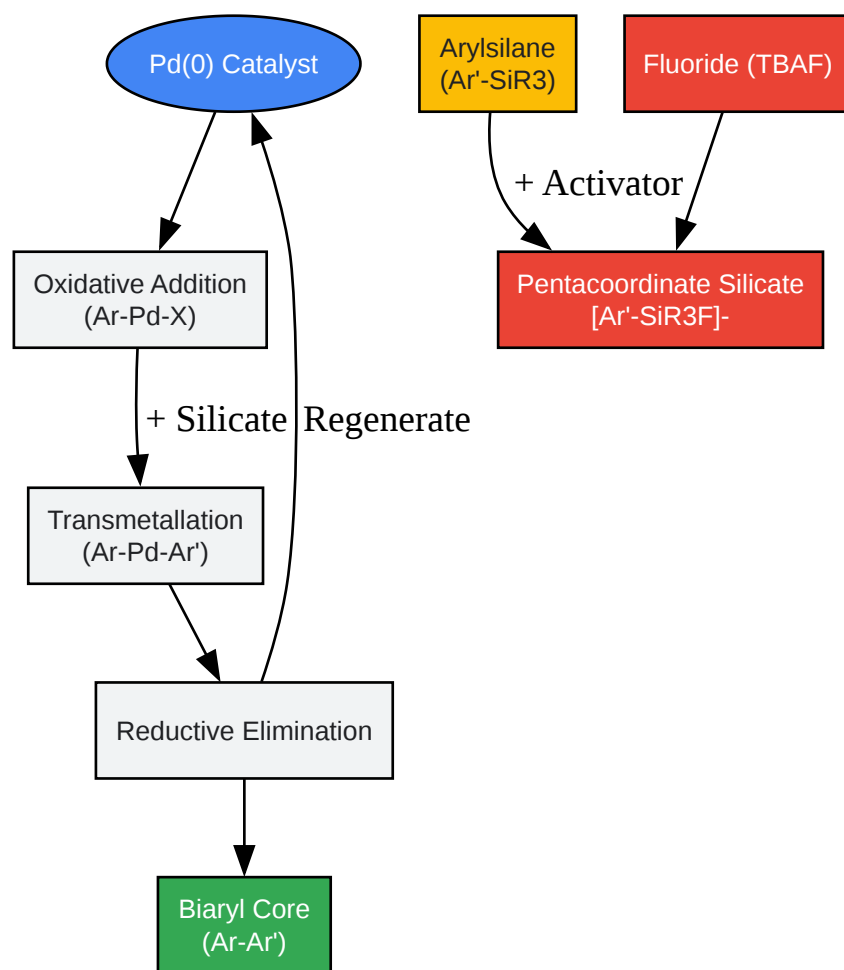 Pd(0) Catalyst
Arylsilane
(Ar'-SiR3)
Fluoride (TBAF)
+ Activator
Oxidative Addition
(Ar-Pd-X)
Pentacoordinate Silicate
[Ar'-SiR3F]-
+ Silicate
Regenerate
Transmetallation
(Ar-Pd-Ar')
Reductive Elimination
Biaryl Core
(Ar-Ar')